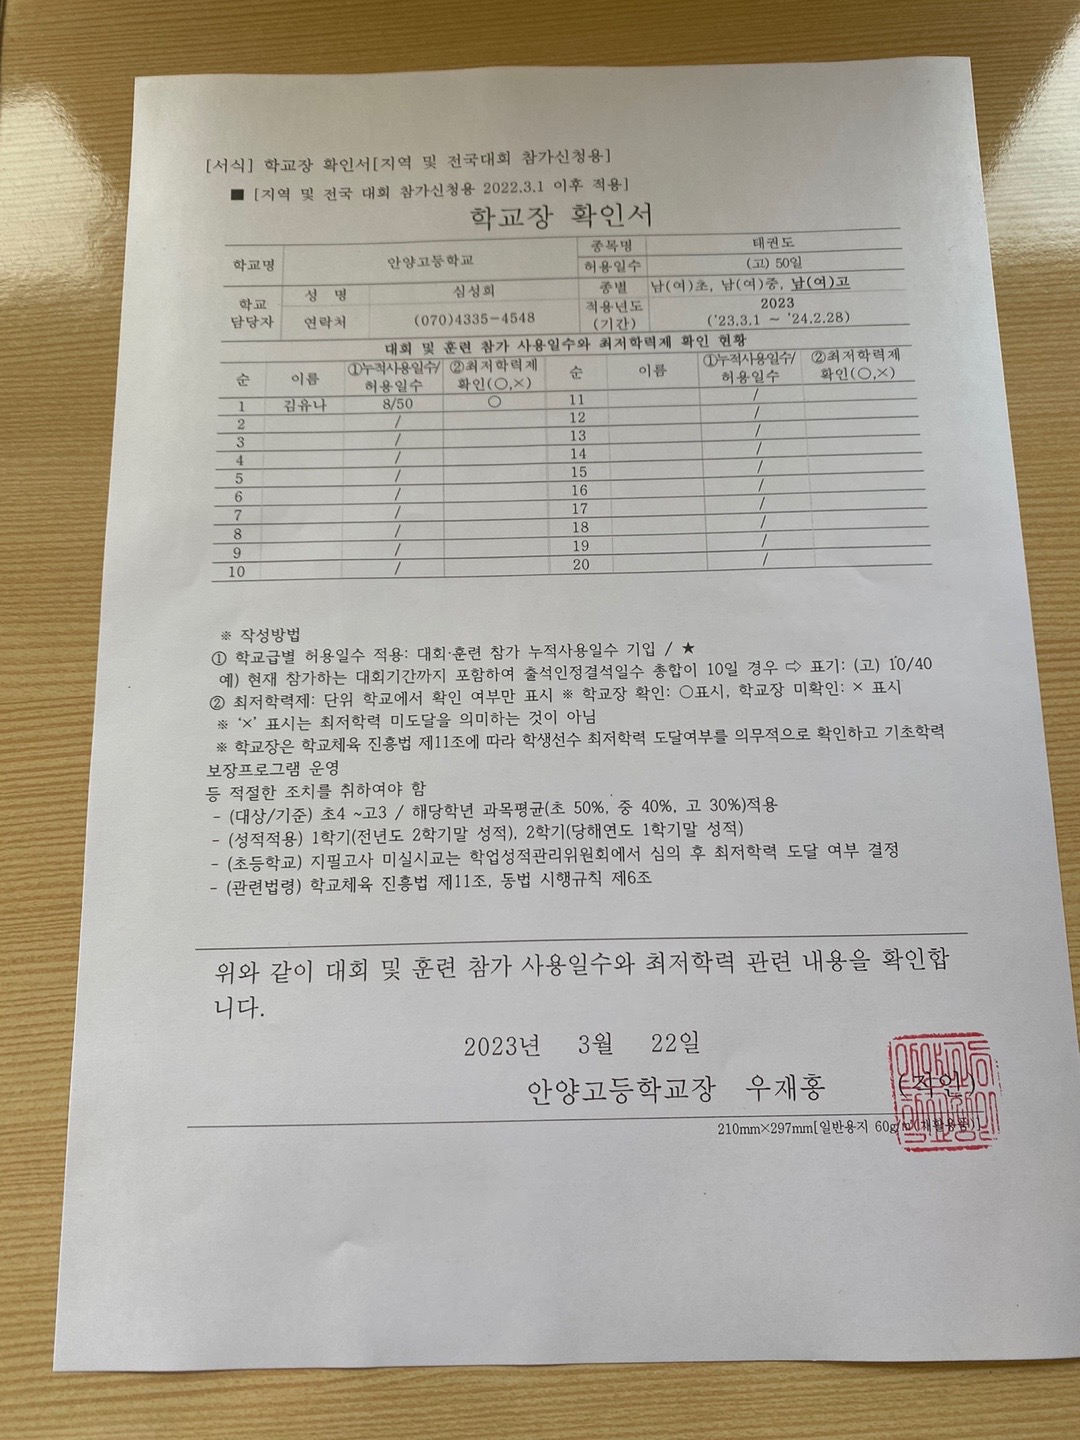 [서식] 학교장 확인서[지역 및 전국대회 참가신청용]
■ [지역 및 전국 대회 참가신청용 2022.3.1 이후 적용]
학교장 확인서
학교명 안양고등학교 종목명 태권도
허용일수 (고) 50일
학교 담당자 성 명 심성희 종별 남(여)초, 남(여)중, 남(여)고
연락처 (070)4335-4548 적용년도 (기간) 2023 ('23.3.1 ~ '24.2.28)
대회 및 훈련 참가 사용일수와 최저학력제 확인 현황
순 이름 ①누적사용일수/허용일수 ②최저학력제 확인(○,×) 순 이름 ①누적사용일수/허용일수 ②최저학력제 확인(○,×)
1 김유나 8/50 ○ 11 /
2 / 12 /
3 / 13 /
4 / 14 /
5 / 15 /
6 / 16 /
7 / 17 /
8 / 18 /
9 / 19 /
10 / 20 /
※ 작성방법
① 학교급별 허용일수 적용: 대회·훈련 참가 누적사용일수 기입 / ★
예) 현재 참가하는 대회기간까지 포함하여 출석인정결석일수 총합이 10일 경우 ⇨ 표기: (고) 10/40
② 최저학력제: 단위 학교에서 확인 여부만 표시 ※ 학교장 확인: ○표시, 학교장 미확인: × 표시
※ ‘×’ 표시는 최저학력 미도달을 의미하는 것이 아님
※ 학교장은 학교체육 진흥법 제11조에 따라 학생선수 최저학력 도달여부를 의무적으로 확인하고 기초학력
보장프로그램 운영
등 적절한 조치를 취하여야 함
- (대상/기준) 초4 ~고3 / 해당학년 과목평균(초 50%, 중 40%, 고 30%)적용
- (성적적용) 1학기(전년도 2학기말 성적), 2학기(당해연도 1학기말 성적)
- (초등학교) 지필고사 미실시교는 학업성적관리위원회에서 심의 후 최저학력 도달 여부 결정
- (관련법령) 학교체육 진흥법 제11조, 동법 시행규칙 제6조
위와 같이 대회 및 훈련 참가 사용일수와 최저학력 관련 내용을 확인합
니다.
2023년 3월 22일
안양고등학교장 우재홍 (직인)
210mm×297mm[일반용지 60g/㎡(재활용품)]